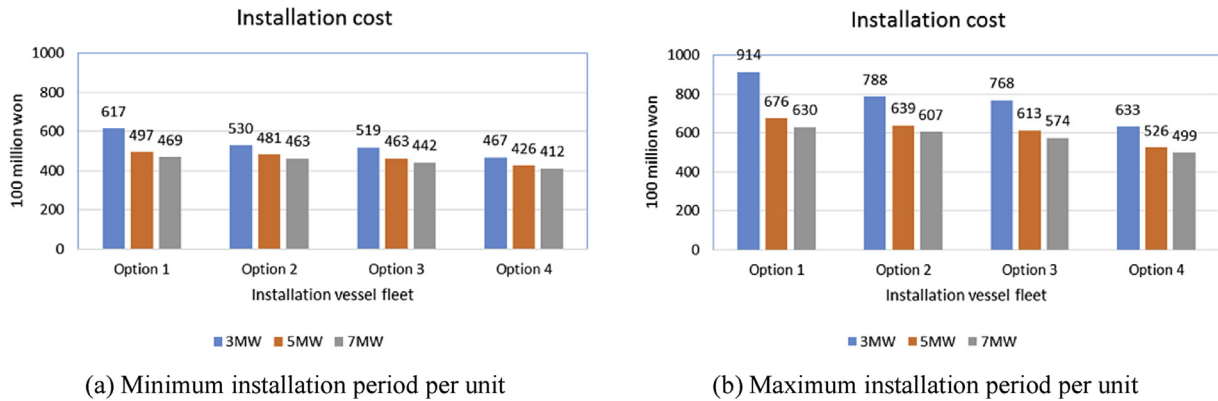 Installation cost
1000
800
600
400
200
0
100 million won
617
497
469
530
481
463
519
463
442
467
426
412
Option 1
Option 2
Option 3
Option 4
Installation vessel fleet
3MW
5MW
7MW
(a) Minimum installation period per unit
Installation cost
1000
800
600
400
200
0
100 million won
914
676
630
788
639
607
768
613
574
633
526
499
Option 1
Option 2
Option 3
Option 4
Installation vessel fleet
3MW
5MW
7MW
(b) Maximum installation period per unit